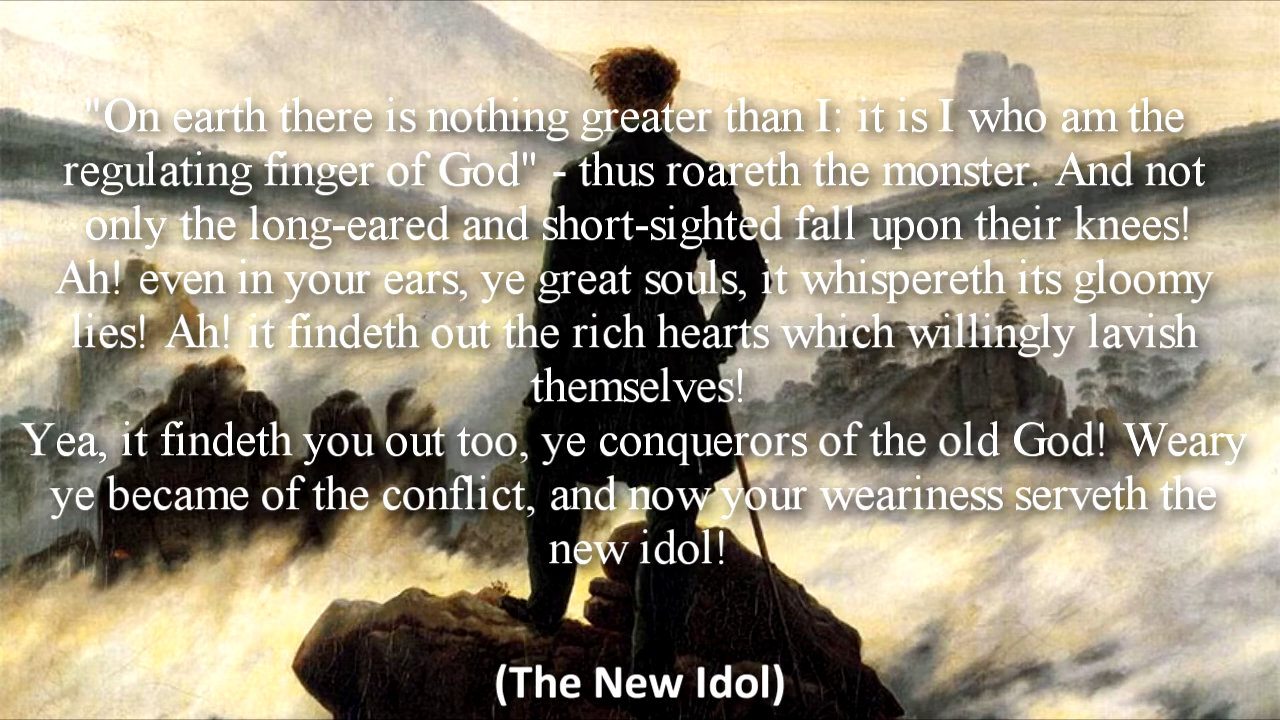 "On earth there is nothing greater than I: it is I who am the
regulating finger of God" - thus roareth the monster. And not
only the long-eared and short-sighted fall upon their knees!
Ah! even in your ears, ye great souls, it whispereth its gloomy
lies! Ah! it findeth out the rich hearts which willingly lavish
themselves!
Yea, it findeth you out too, ye conquerors of the old God! Weary
ye became of the conflict, and now your weariness serveth the
new idol!
(The New Idol)